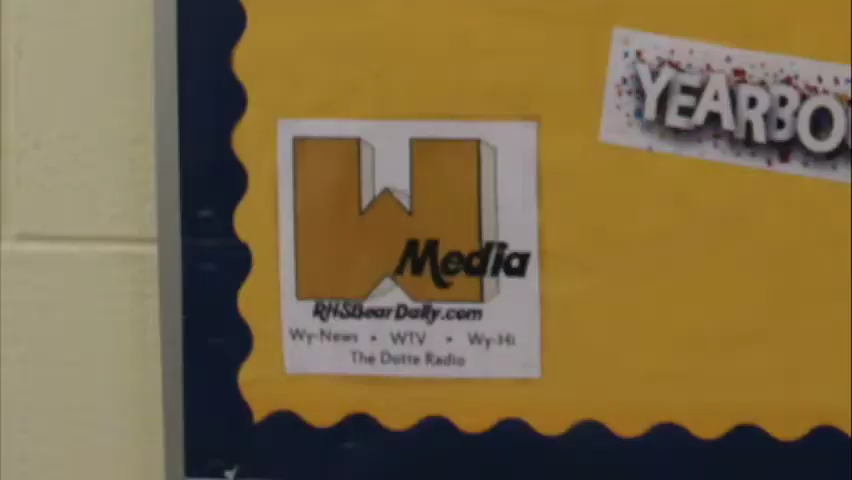 YEARBO
W
Media
RHSBearDaily.com
Wy-News • WTV • Wy-Hi
The Dotte Radio